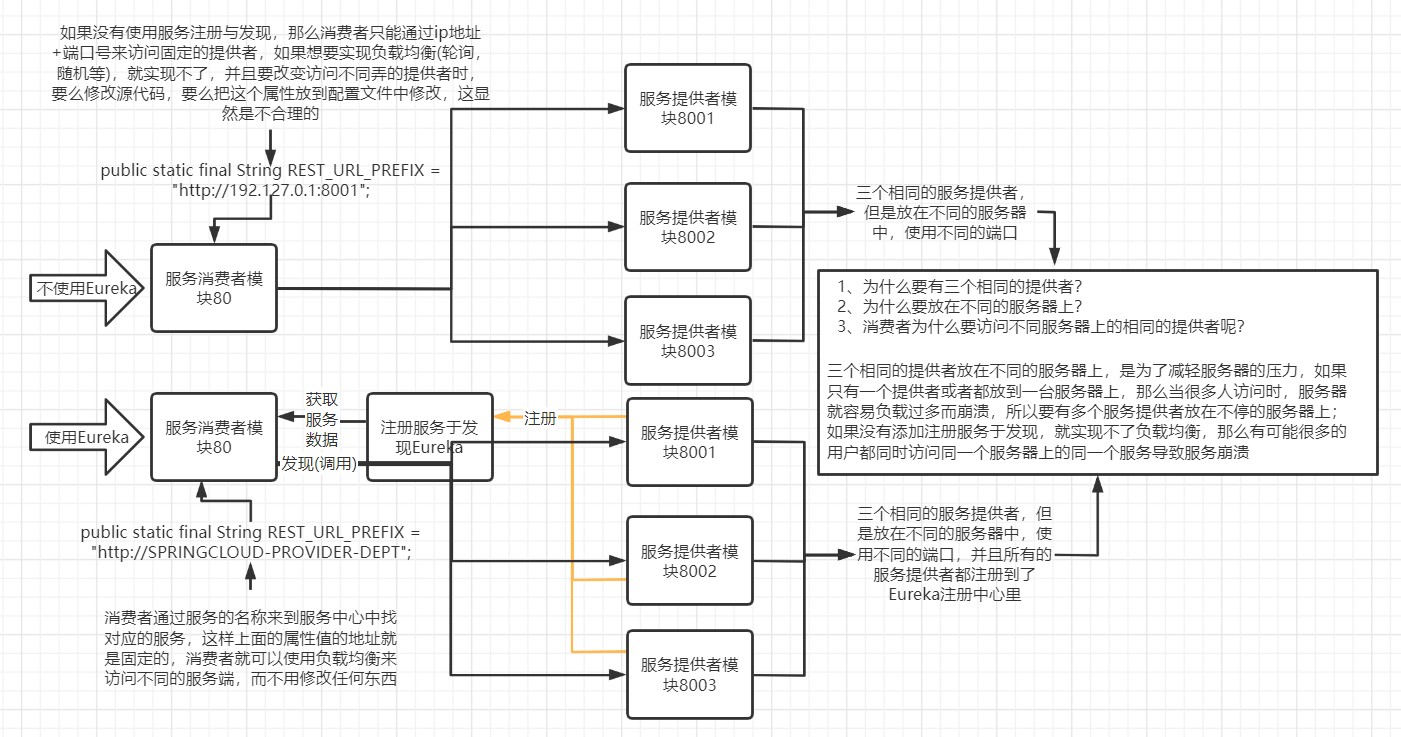 如果没有使用服务注册与发现，那么消费者只能通过ip地址
+端口号来访问固定的提供者，如果想要实现负载均衡(轮询，
随机等)，就实现不了，并且要改变访问不同弄的提供者时，
要么修改源代码，要么把这个属性放到配置文件中修改，这显
然是不合理的
public static final String REST_URL_PREFIX =
"http://192.127.0.1:8001";
不使用Eureka
服务消费者模
块80
服务提供者模
块8001
服务提供者模
块8002
服务提供者模
块8003
三个相同的服务提供者，
但是放在不同的服务器
中，使用不同的端口
1、为什么要有三个相同的提供者？
2、为什么要放在不同的服务器上？
3、消费者为什么要访问不同服务器上的相同的提供者呢？
三个相同的提供者放在不同的服务器上，是为了减轻服务器的压力，如果
只有一个提供者或者都放到一台服务器上，那么当很多人访问时，服务器
就容易负载过多而崩溃，所以要有多个服务提供者放在不停的服务器上；
如果没有添加注册服务于发现，就实现不了负载均衡，那么有可能很多的
用户都同时访问同一个服务器上的同一个服务导致服务崩溃
使用Eureka
服务消费者模
块80
获取
服务
数据
发现(调用)
注册服务于发
现Eureka
注册
服务提供者模
块8001
服务提供者模
块8002
服务提供者模
块8003
public static final String REST_URL_PREFIX =
"http://SPRINGCLOUD-PROVIDER-DEPT";
消费者通过服务的名称来到服务中心中找
对应的服务，这样上面的属性值的地址就
是固定的，消费者就可以使用负载均衡来
访问不同的服务端，而不用修改任何东西
三个相同的服务提供者，但
是放在不同的服务器中，使
用不同的端口，并且所有的
服务提供者都注册到了
Eureka注册中心里